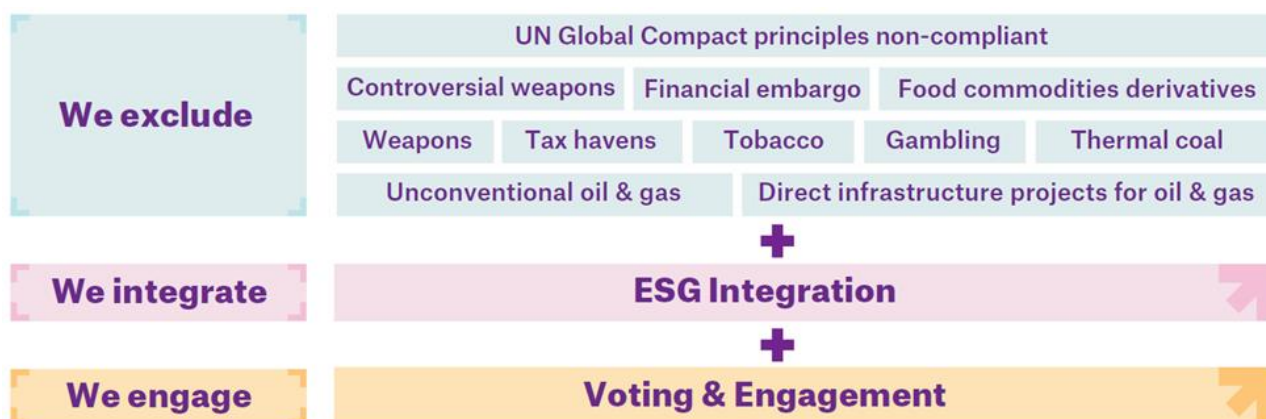 We exclude
UN Global Compact principles non-compliant
Controversial weapons
Financial embargo
Food commodities derivatives
Weapons
Tax havens
Tobacco
Gambling
Thermal coal
Unconventional oil & gas
Direct infrastructure projects for oil & gas
+
We integrate
ESG Integration
+
We engage
Voting & Engagement